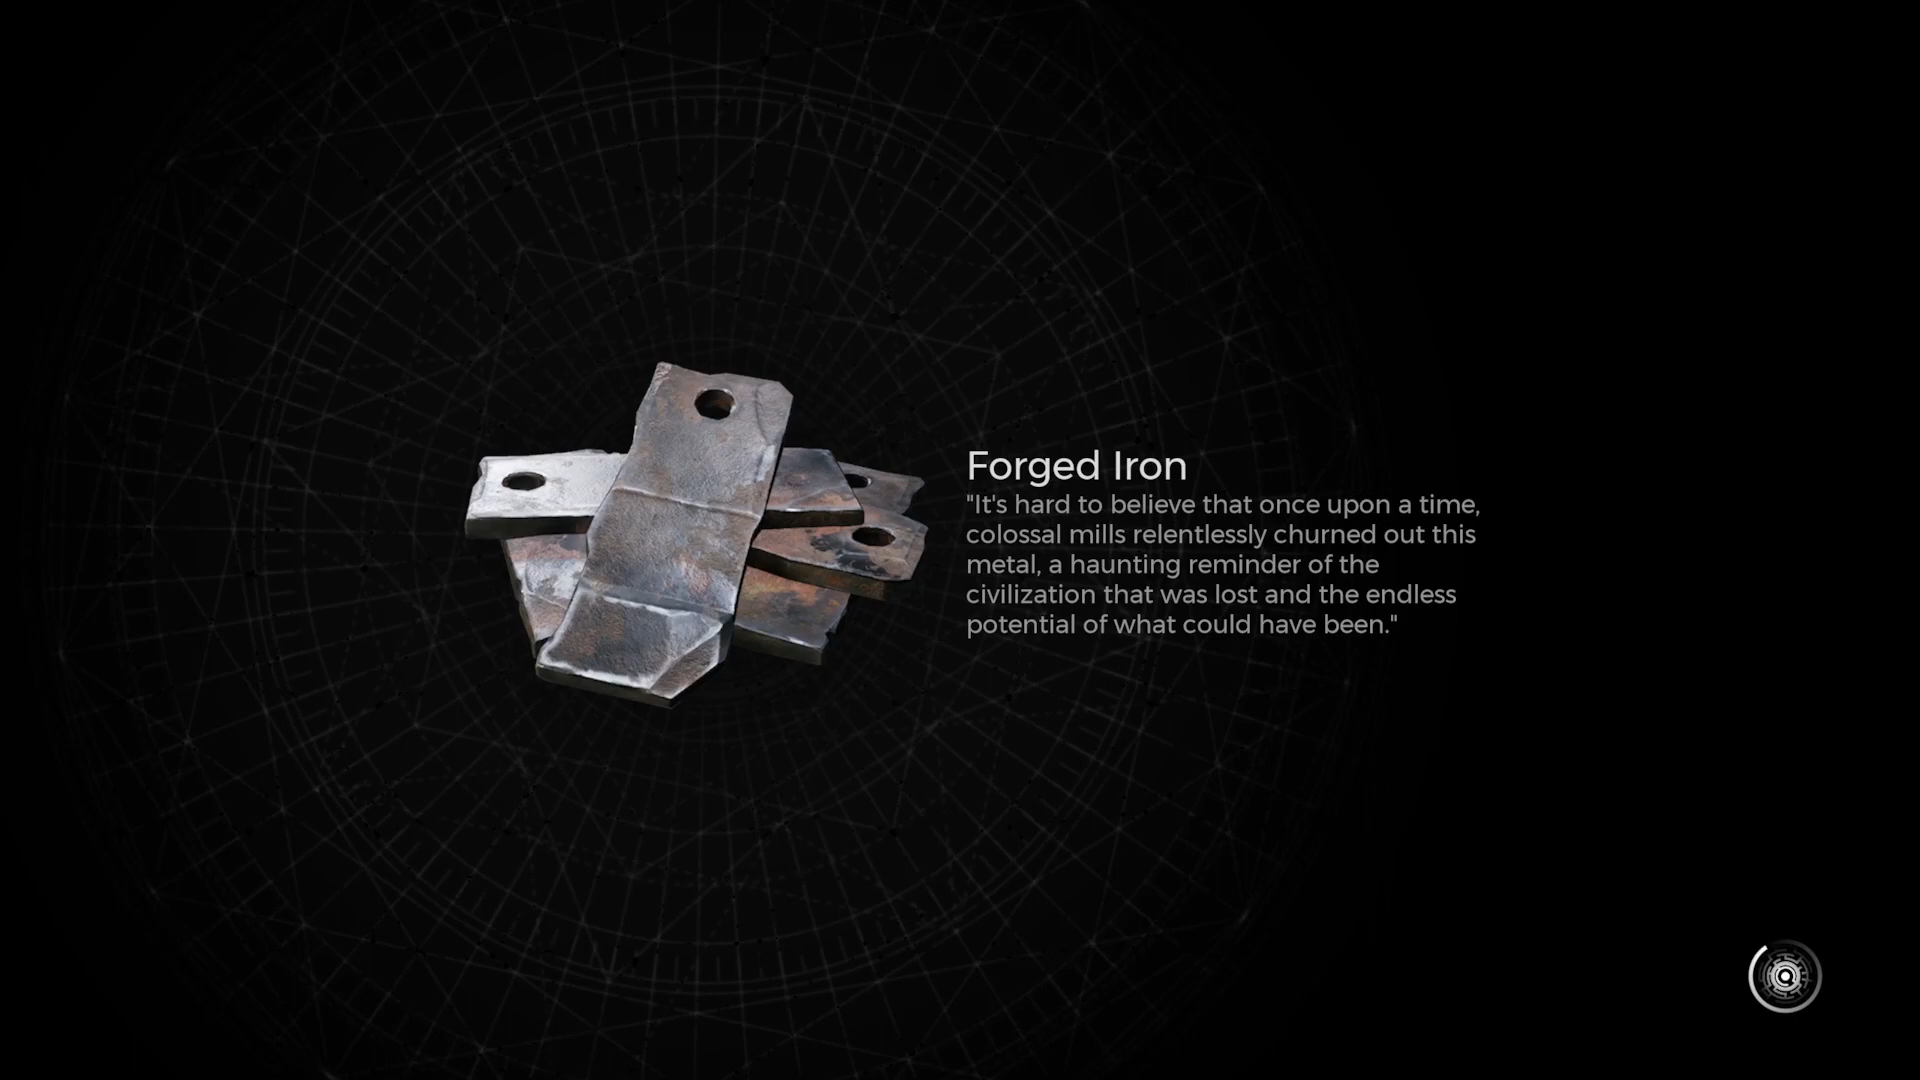 Forged Iron
"It's hard to believe that once upon a time,
colossal mills relentlessly churned out this
metal, a haunting reminder of the
civilization that was lost and the endless
potential of what could have been."